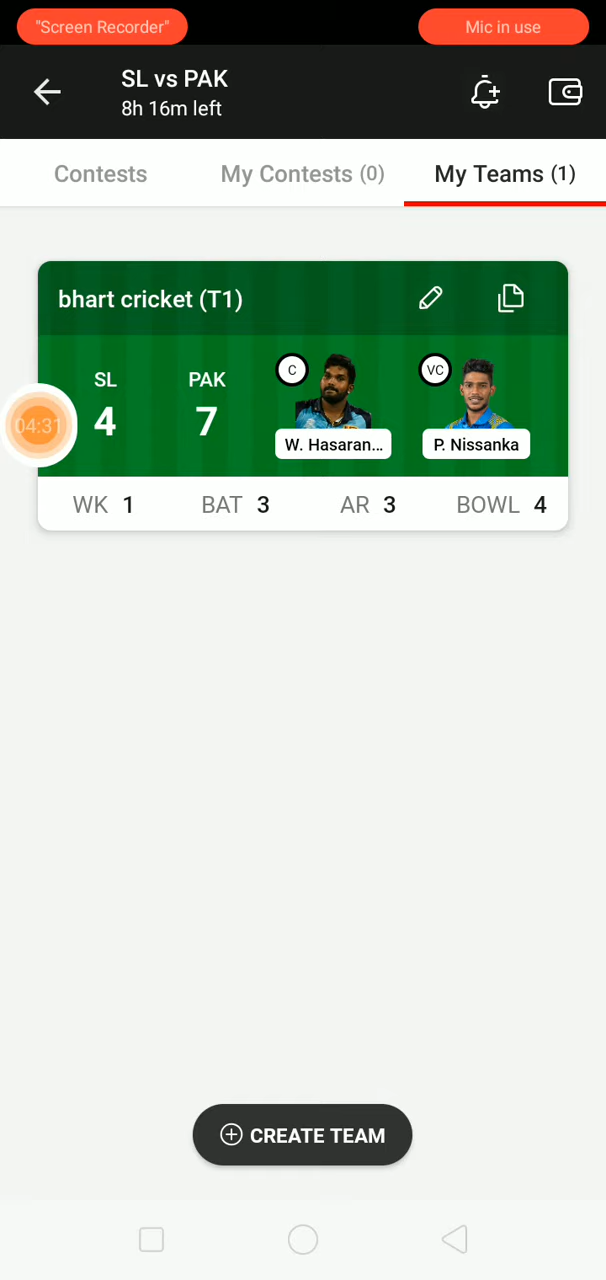 "Screen Recorder" Mic in use
SL vs PAK
8h 16m left
Contests My Contests (0) My Teams (1)
bhart cricket (T1)
C VC
SL PAK
04:31 4 7
W. Hasaran... P. Nissanka
WK 1 BAT 3 AR 3 BOWL 4
CREATE TEAM